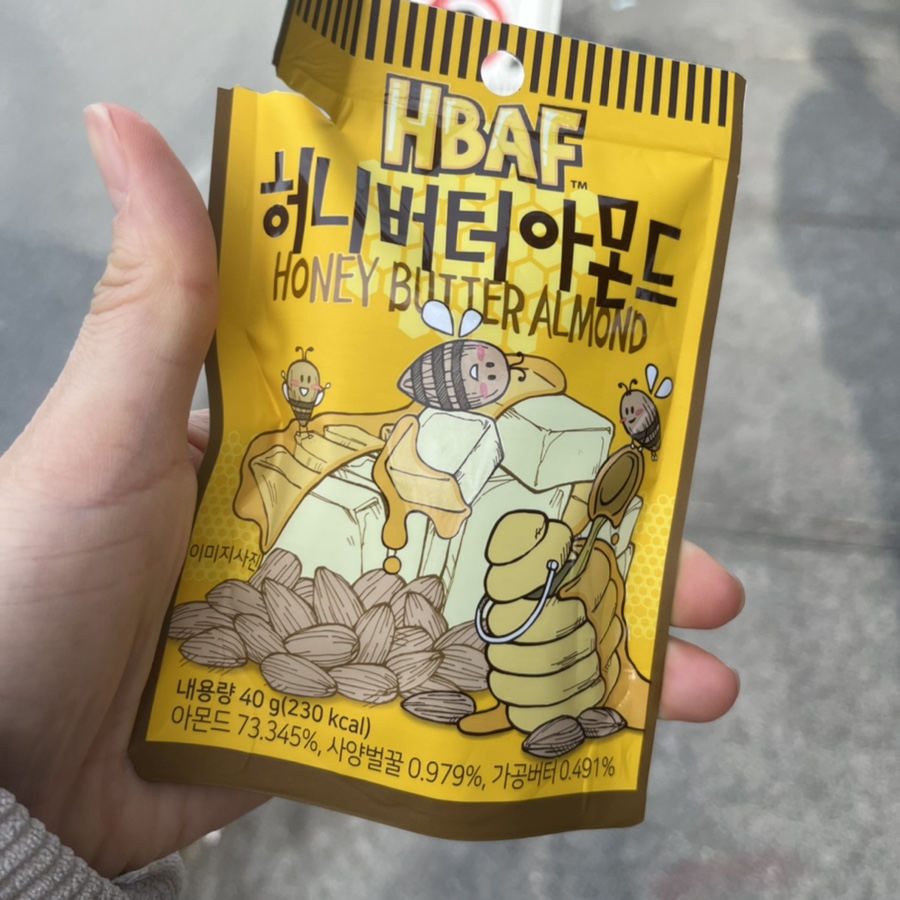 HBAF™
허니버터아몬드
HONEY BUTTER ALMOND
이미지사진
내용량 40 g(230 kcal)
아몬드 73.345%, 사양벌꿀 0.979%, 가공버터 0.491%